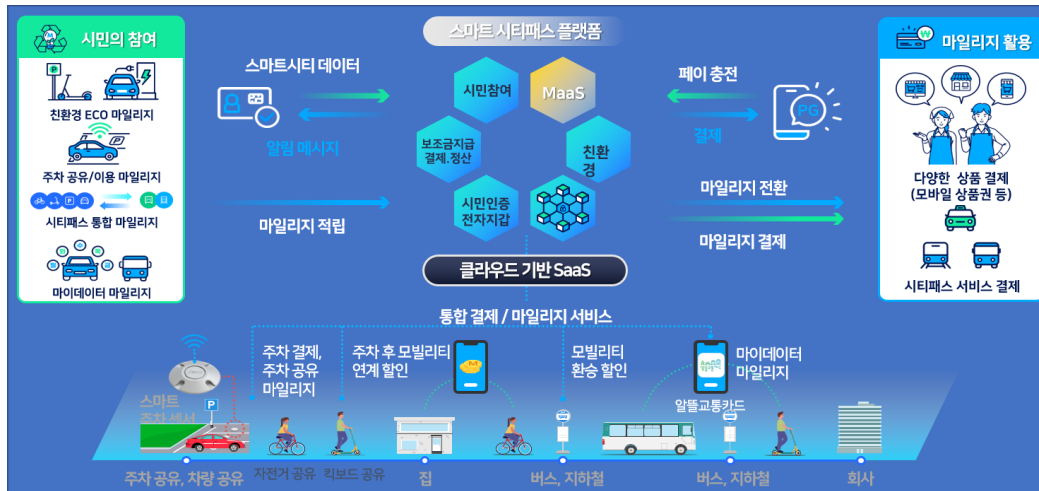 시민의 참여
친환경 ECO 마일리지
주차 공유/이용 마일리지
시티패스 통합 마일리지
마이데이터 마일리지
스마트시티 데이터
알림 메시지
마일리지 적립
스마트 시티패스 플랫폼
시민참여
MaaS
보조금지급
결제.정산
친환
경
시민인증
전자지갑
클라우드 기반 SaaS
페이 충전
PG
결제
마일리지 전환
마일리지 결제
마일리지 활용
다양한 상품 결제
(모바일 상품권 등)
시티패스 서비스 결제
통합 결제 / 마일리지 서비스
주차 결제,
주차 공유
마일리지
주차 후 모빌리티
연계 할인
모빌리티
환승 할인
마이데이터
마일리지
알뜰교통카드
스마트
주차 센서
P
주차 공유, 차량 공유
자전거 공유
킥보드 공유
집
버스, 지하철
버스, 지하철
회사